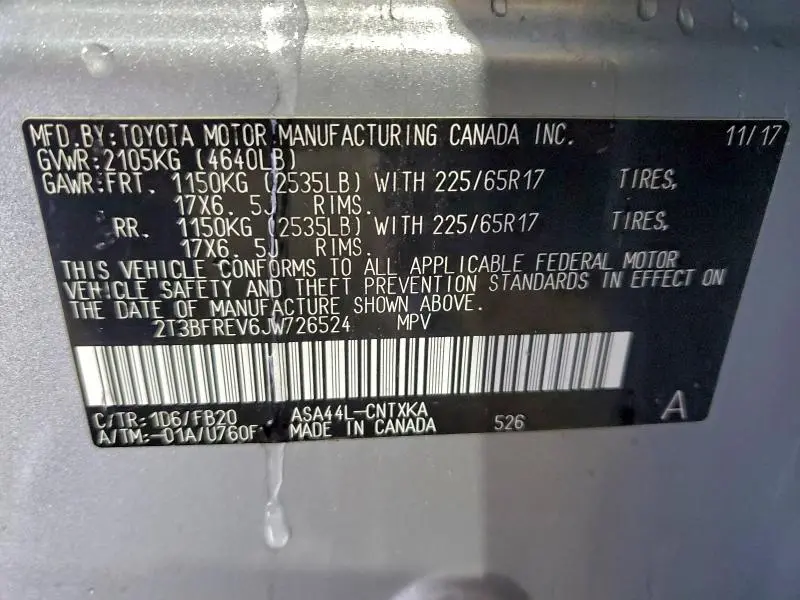 MFD.BY:TOYOTA MOTOR MANUFACTURING CANADA INC. 11/17
GVWR:2105KG (4640LB)
GAWR:FRT. 1150KG (2535LB) WITH 225/65R17 TIRES,
17X6.5J RIMS.
RR. 1150KG (2535LB) WITH 225/65R17 TIRES,
17X6.5J RIMS.
THIS VEHICLE CONFORMS TO ALL APPLICABLE FEDERAL MOTOR
VEHICLE SAFETY AND THEFT PREVENTION STANDARDS IN EFFECT ON
THE DATE OF MANUFACTURE SHOWN ABOVE.
2T3BFREV6JW726524 MPV
C/TR:1D6/FB20 ASA44L-CNTXKA A
A/TM:-01A/U760F MADE IN CANADA 526